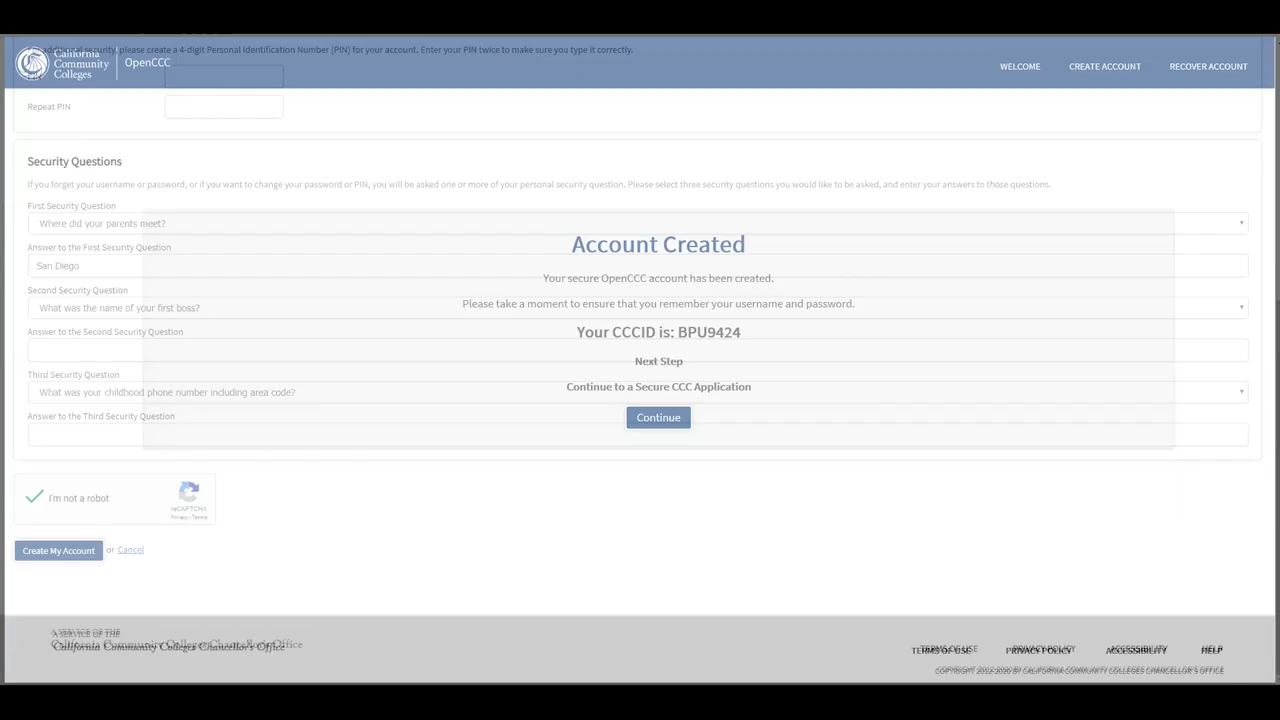 California
Community
Colleges
OpenCCC
security, please create a 4-digit Personal Identification Number (PIN) for your account. Enter your PIN twice to make sure you type it correctly.
WELCOME
CREATE ACCOUNT
RECOVER ACCOUNT
Repeat PIN
Security Questions
If you forget your username or password, or if you want to change your password or PIN, you will be asked one or more of your personal security question. Please select three security questions you would like to be asked, and enter your answers to those questions.
First Security Question
Where did your parents meet?
Answer to the First Security Question
San Diego
Second Security Question
What was the name of your first boss?
Answer to the Second Security Question
Third Security Question
What was your childhood phone number including area code?
Answer to the Third Security Question
Account Created
Your secure OpenCCC account has been created.
Please take a moment to ensure that you remember your username and password.
Your CCCID is: BPU9424
Next Step
Continue to a Secure CCC Application
Continue
I'm not a robot
reCAPTCHA
Privacy - Terms
Create My Account or Cancel
A SERVICE OF THE
California Community Colleges Chancellor's Office
TERMS OF USE
PRIVACY POLICY
ACCESSIBILITY
HELP
COPYRIGHT 2012-2020 BY CALIFORNIA COMMUNITY COLLEGES CHANCELLOR'S OFFICE